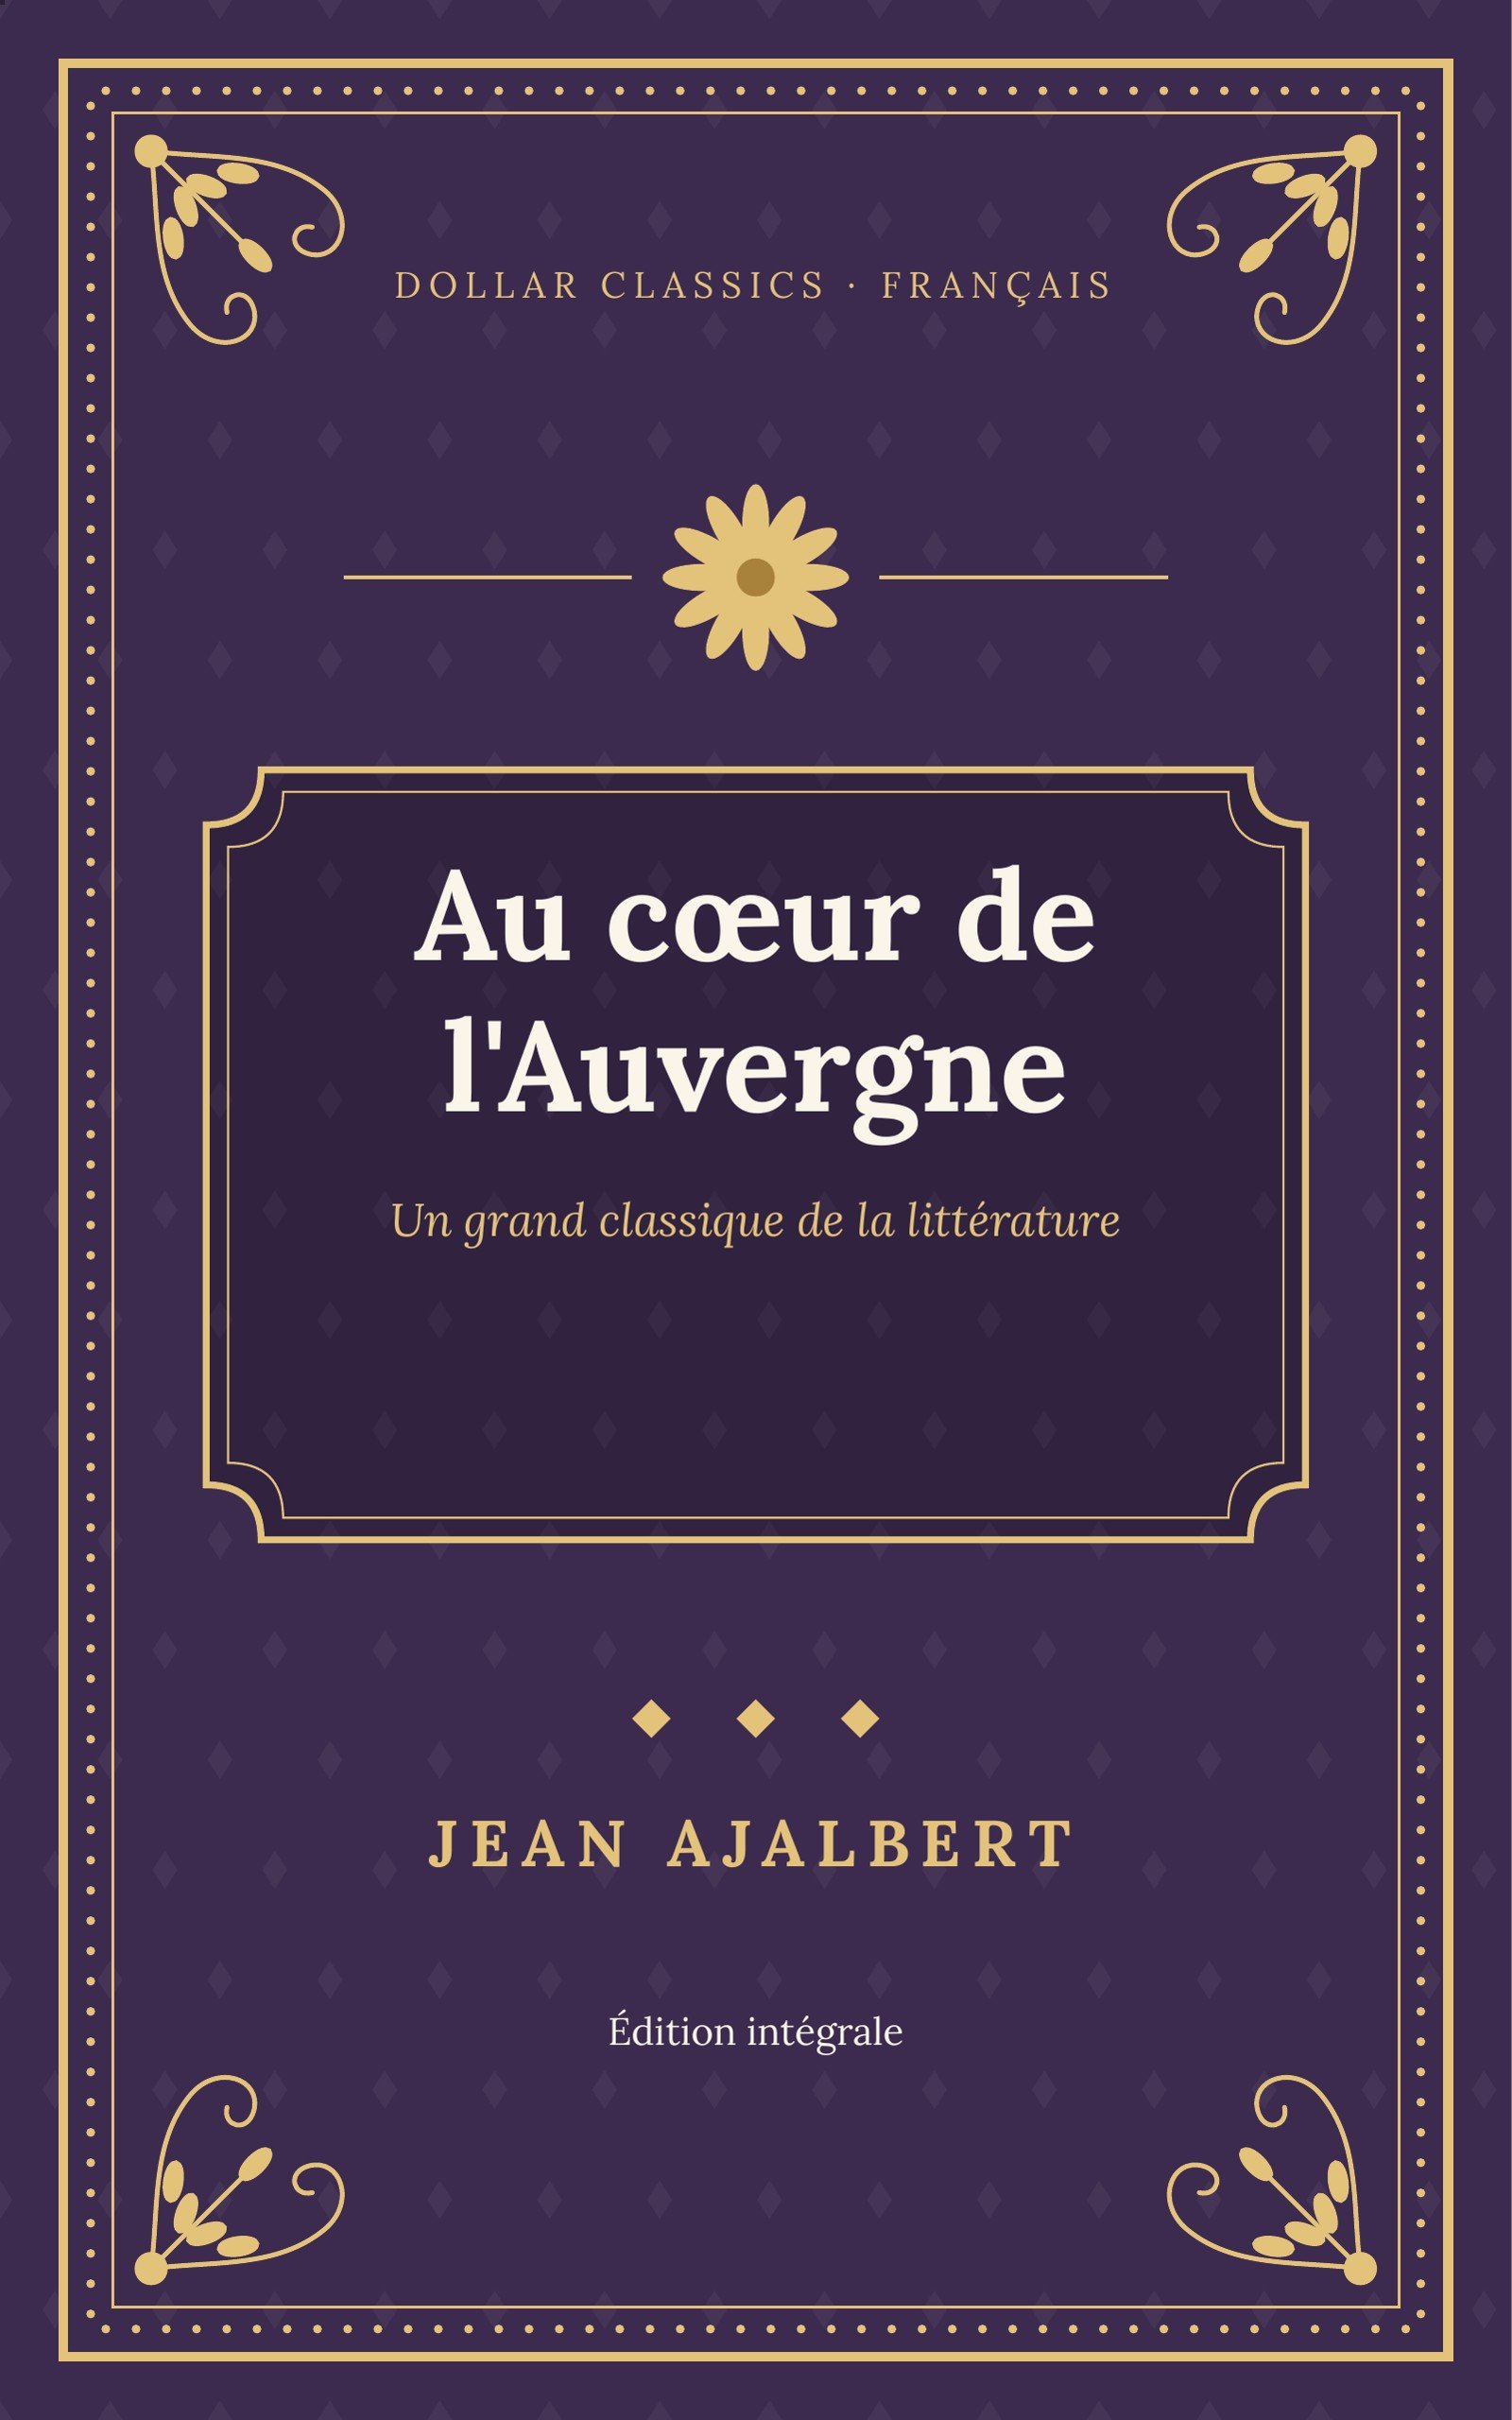 DOLLAR CLASSICS · FRANÇAIS
Au cœur de
l'Auvergne
Un grand classique de la littérature
JEAN AJALBERT
Édition intégrale